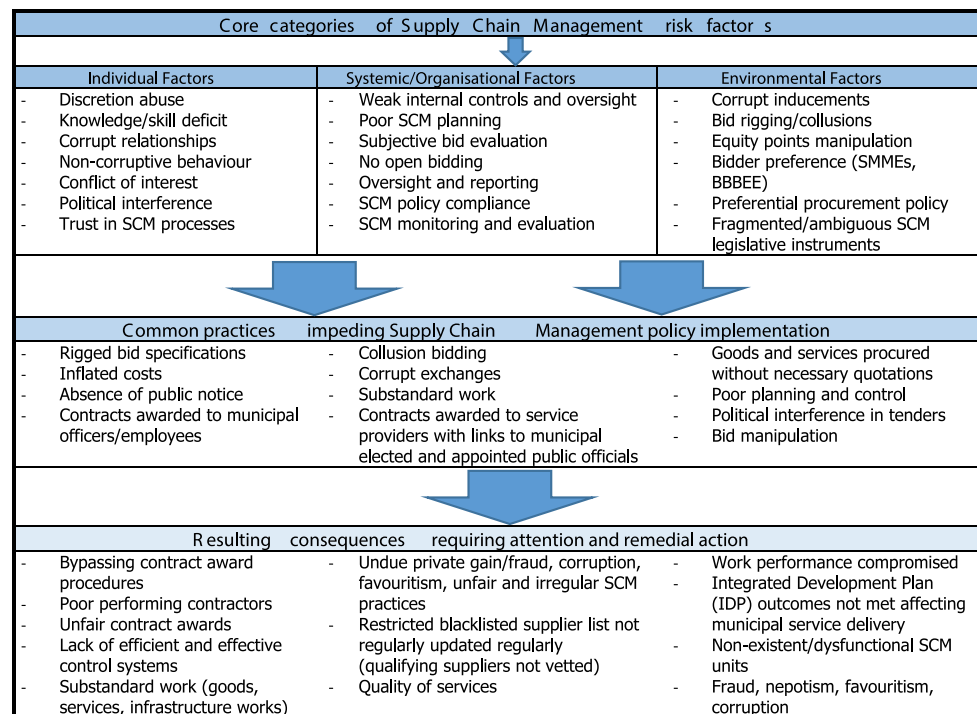 Core categories of Supply Chain Management risk factor s
Individual Factors
- Discretion abuse
- Knowledge/skill deficit
- Corrupt relationships
- Non-corruptive behaviour
- Conflict of interest
- Political interference
- Trust in SCM processes
Systemic/Organisational Factors
- Weak internal controls and oversight
- Poor SCM planning
- Subjective bid evaluation
- No open bidding
- Oversight and reporting
- SCM policy compliance
- SCM monitoring and evaluation
Environmental Factors
- Corrupt inducements
- Bid rigging/collusions
- Equity points manipulation
- Bidder preference (SMMEs,
BBBEE)
- Preferential procurement policy
- Fragmented/ambiguous SCM
legislative instruments
Common practices impeding Supply Chain Management policy implementation
- Rigged bid specifications
- Inflated costs
- Absence of public notice
- Contracts awarded to municipal
officers/employees
- Collusion bidding
- Corrupt exchanges
- Substandard work
- Contracts awarded to service
providers with links to municipal
elected and appointed public officials
- Goods and services procured
without necessary quotations
- Poor planning and control
- Political interference in tenders
- Bid manipulation
R esulting consequences requiring attention and remedial action
- Bypassing contract award
procedures
- Poor performing contractors
- Unfair contract awards
- Lack of efficient and effective
control systems
- Substandard work (goods,
services, infrastructure works)
- Undue private gain/fraud, corruption,
favouritism, unfair and irregular SCM
practices
- Restricted blacklisted supplier list not
regularly updated regularly
(qualifying suppliers not vetted)
- Quality of services
- Work performance compromised
- Integrated Development Plan
(IDP) outcomes not met affecting
municipal service delivery
- Non-existent/dysfunctional SCM
units
- Fraud, nepotism, favouritism,
corruption